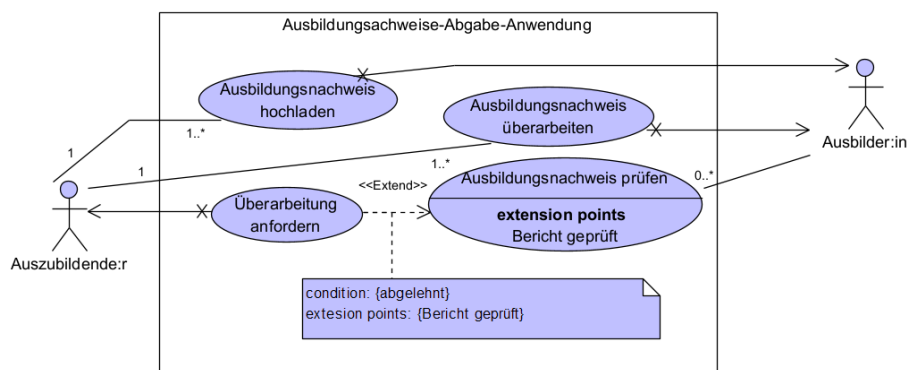 Ausbildungsachweise-Abgabe-Anwendung
Ausbildungsnachweis
hochladen
Ausbildungsnachweis
überarbeiten
Ausbilder:in
1..*
1
1
1..*
0..*
<<Extend>>
Ausbildungsnachweis prüfen
extension points
Bericht geprüft
Überarbeitung
anfordern
Auszubildende:r
condition: {abgelehnt}
extesion points: {Bericht geprüft}